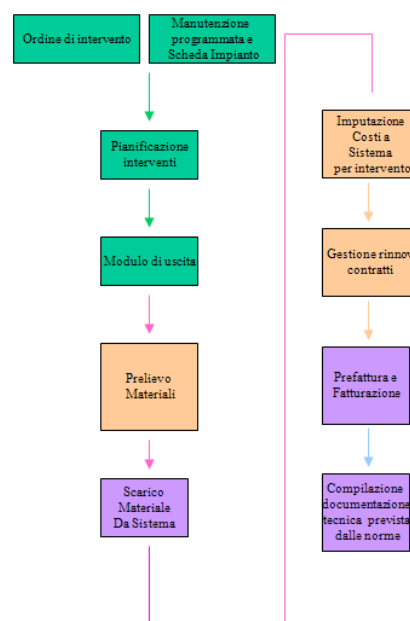 Ordine di intervento
Manutenzione
programmata e
Scheda Impianto
Pianificazione
interventi
Modulo di uscita
Prelievo
Materiali
Scarico
Materiale
Da Sistema
Imputazione
Costi a
Sistema
per intervento
Gestione rinnov
contratti
Prefattura e
Fatturazione
Compilazione
documentazione
tecnica prevista
dalle norme